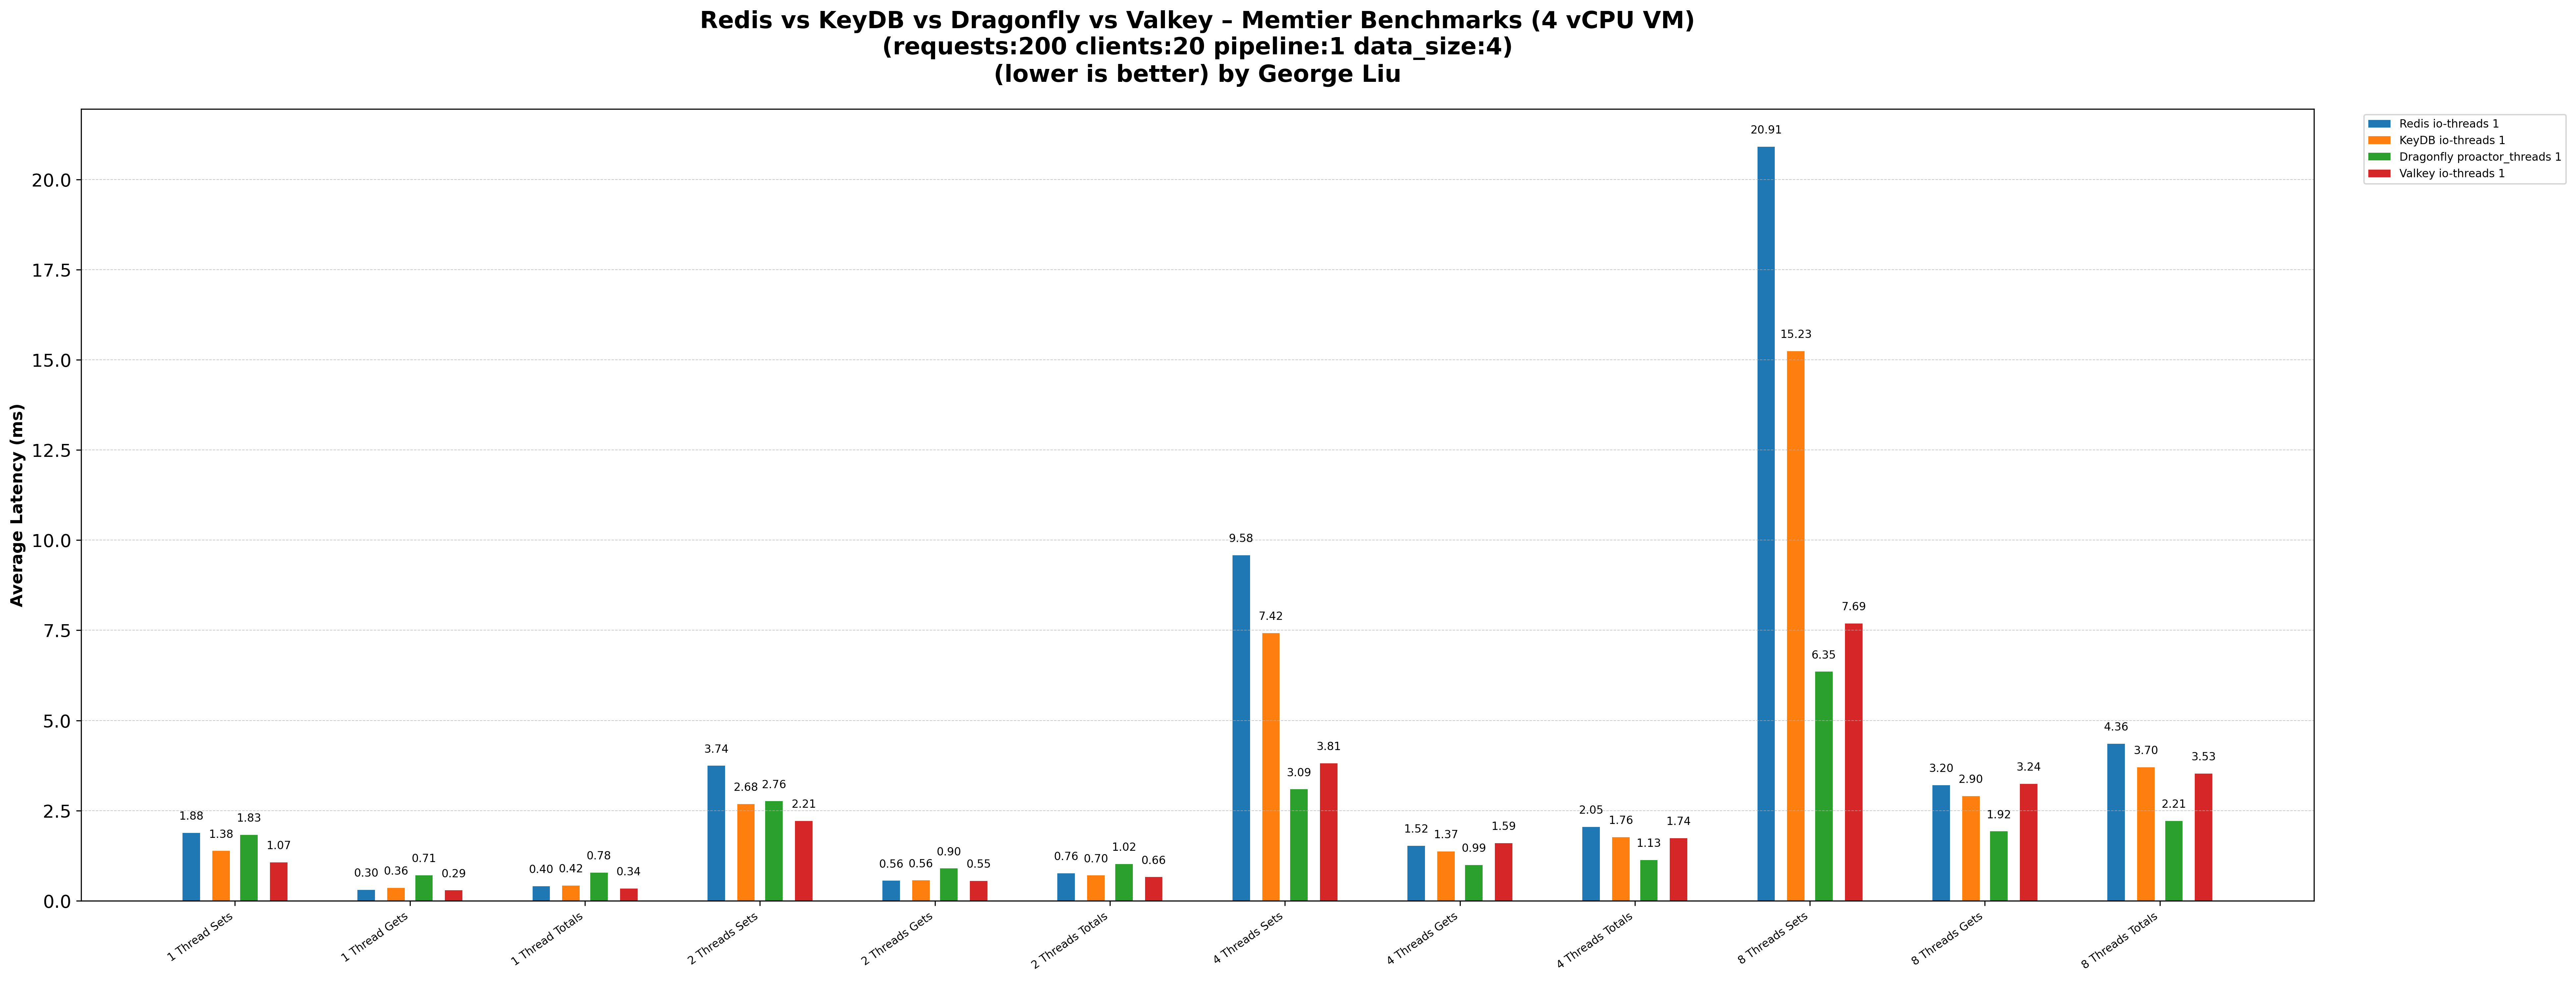 Redis vs KeyDB vs Dragonfly vs Valkey – Memtier Benchmarks (4 vCPU VM)
(requests:200 clients:20 pipeline:1 data_size:4)
(lower is better) by George Liu
Redis io-threads 1
KeyDB io-threads 1
Dragonfly proactor_threads 1
Valkey io-threads 1
Average Latency (ms)
20.0
17.5
15.0
12.5
10.0
7.5
5.0
2.5
0.0
1.88
1.38
1.83
1.07
0.30
0.36
0.71
0.29
0.40
0.42
0.78
0.34
3.74
2.68
2.76
2.21
0.56
0.56
0.90
0.55
0.76
0.70
1.02
0.66
9.58
7.42
3.09
3.81
1.52
1.37
0.99
1.59
2.05
1.76
1.13
1.74
20.91
15.23
6.35
7.69
3.20
2.90
1.92
3.24
4.36
3.70
2.21
3.53
1 Thread Sets
1 Thread Gets
1 Thread Totals
2 Threads Sets
2 Threads Gets
2 Threads Totals
4 Threads Sets
4 Threads Gets
4 Threads Totals
8 Threads Sets
8 Threads Gets
8 Threads Totals